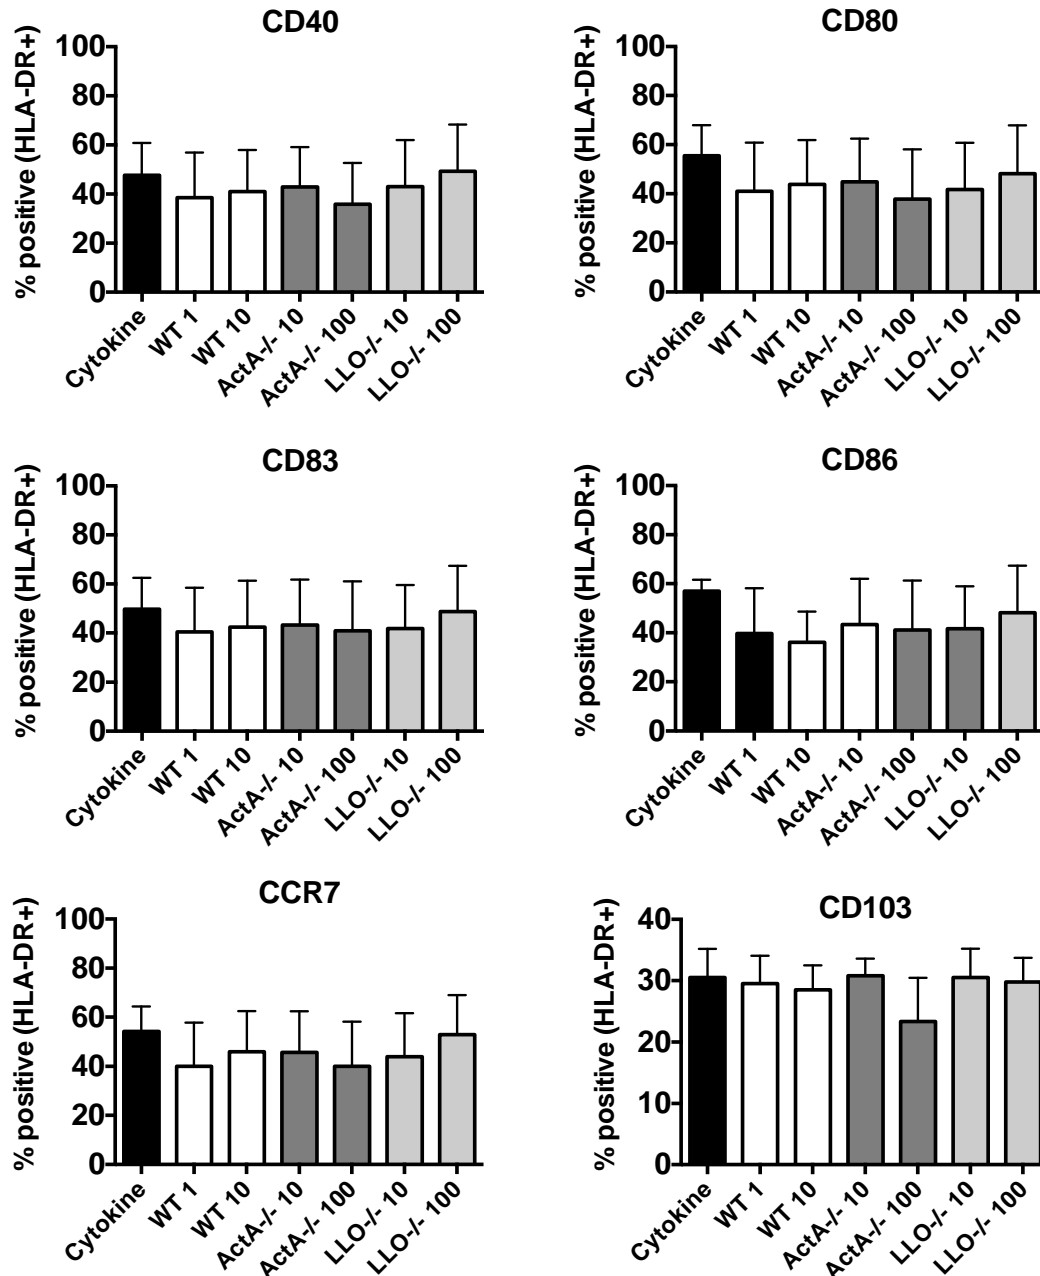 CD40
% positive (HLA-DR+)
100
80
60
40
20
0
Cytokine
WT 1
WT 10
ActA-/- 10
ActA-/- 100
LLO-/- 10
LLO-/- 100
CD80
% positive (HLA-DR+)
100
80
60
40
20
0
Cytokine
WT 1
WT 10
ActA-/- 10
ActA-/- 100
LLO-/- 10
LLO-/- 100
CD83
% positive (HLA-DR+)
100
80
60
40
20
0
Cytokine
WT 1
WT 10
ActA-/- 10
ActA-/- 100
LLO-/- 10
LLO-/- 100
CD86
% positive (HLA-DR+)
100
80
60
40
20
0
Cytokine
WT 1
WT 10
ActA-/- 10
ActA-/- 100
LLO-/- 10
LLO-/- 100
CCR7
% positive (HLA-DR+)
100
80
60
40
20
0
Cytokine
WT 1
WT 10
ActA-/- 10
ActA-/- 100
LLO-/- 10
LLO-/- 100
CD103
% positive (HLA-DR+)
40
30
20
10
0
Cytokine
WT 1
WT 10
ActA-/- 10
ActA-/- 100
LLO-/- 10
LLO-/- 100